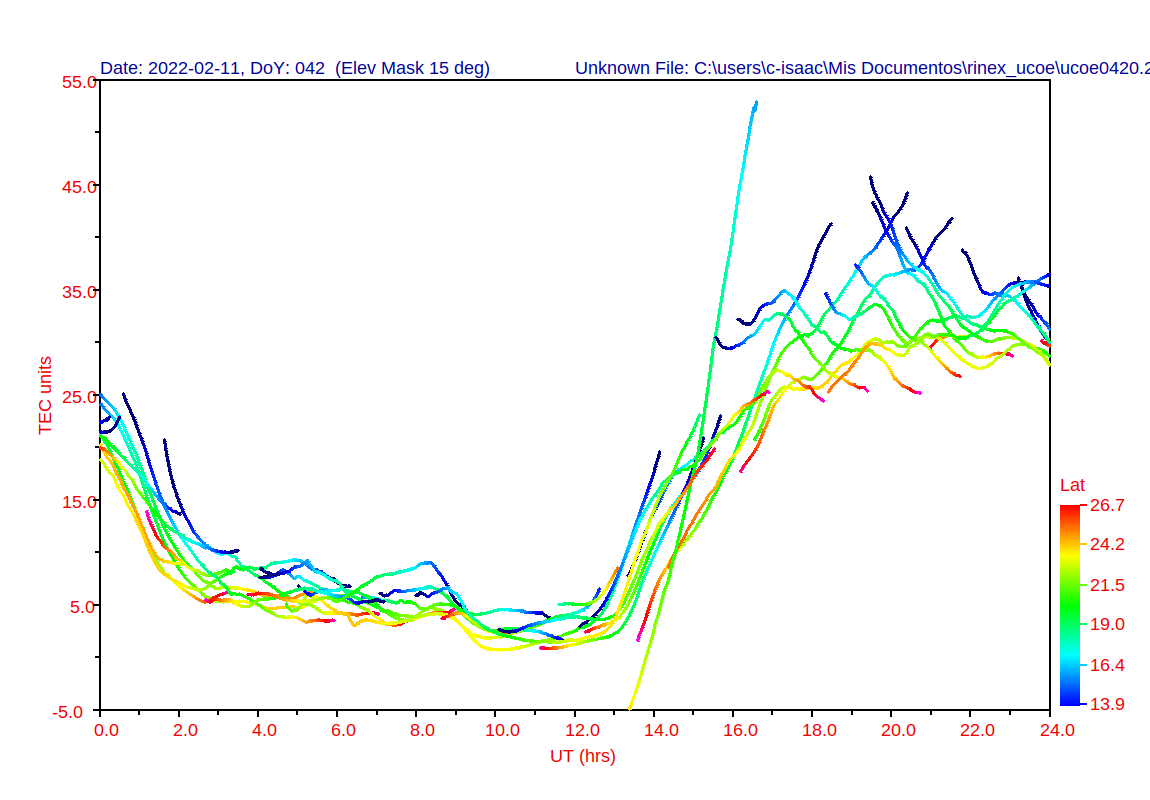 Date: 2022-02-11, DoY: 042  (Elev Mask 15 deg)
Unknown File: C:\users\c-isaac\Mis Documentos\rinex_ucoe\ucoe0420.2
55.0
45.0
35.0
25.0
15.0
5.0
-5.0
TEC units
0.0 2.0 4.0 6.0 8.0 10.0 12.0 14.0 16.0 18.0 20.0 22.0 24.0
UT (hrs)
Lat
26.7
24.2
21.5
19.0
16.4
13.9